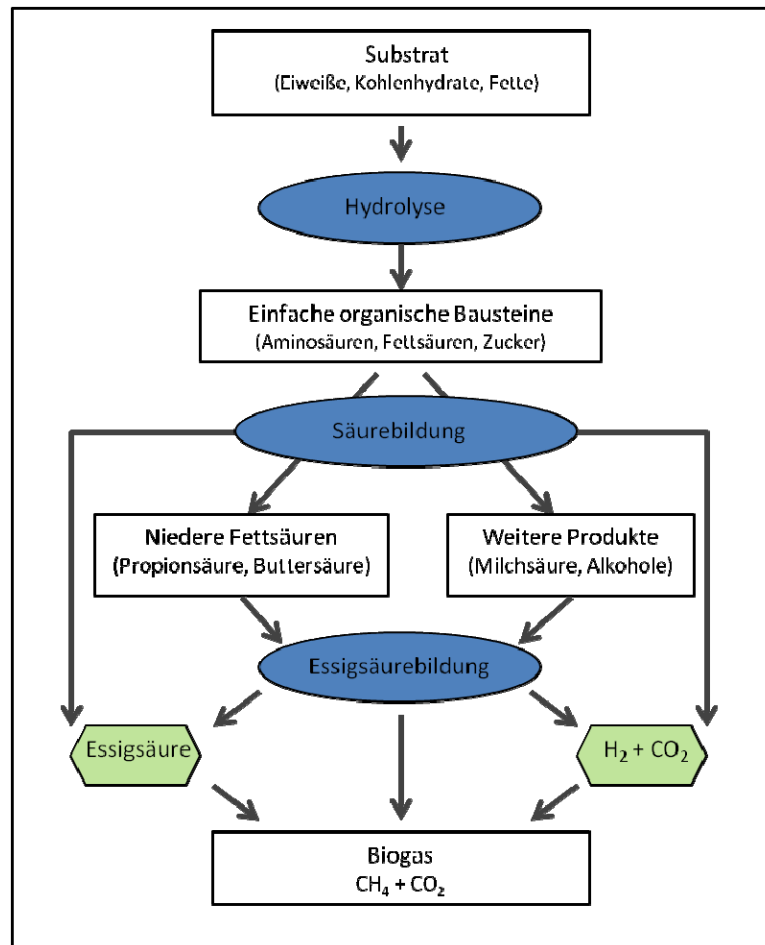 Substrat
(Eiweiße, Kohlenhydrate, Fette)
Hydrolyse
Einfache organische Bausteine
(Aminosäuren, Fettsäuren, Zucker)
Säurebildung
Niedere Fettsäuren
(Propionsäure, Buttersäure)
Weitere Produkte
(Milchsäure, Alkohole)
Essigsäurebildung
Essigsäure
H₂ + CO₂
Biogas
CH₄ + CO₂